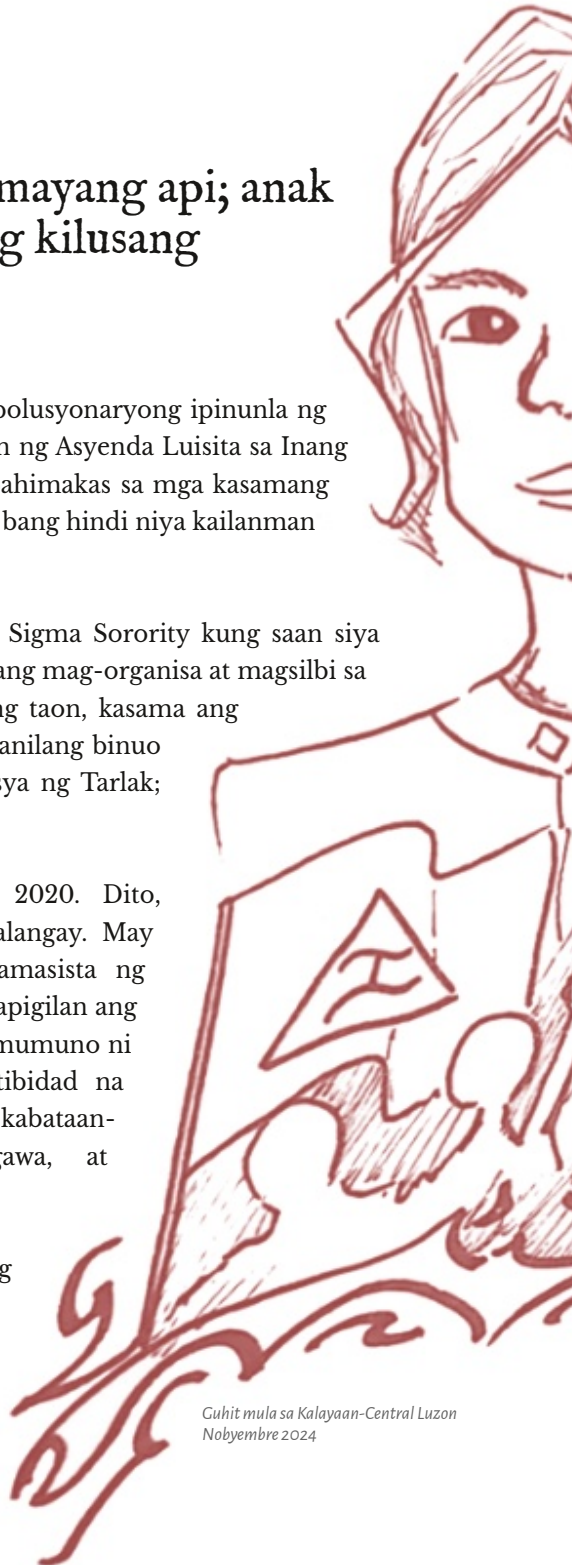 mayang api; anak
g kilusang
bolusyonaryong ipinunla ng
n ng Asyenda Luisita sa Inang
ahimakas sa mga kasamang
bang hindi niya kailanman
Sigma Sorority kung saan siya
ang mag-organisa at magsilbi sa
ng taon, kasama ang
anilang binuo
sya ng Tarlak;
2020. Dito,
alangay. May
amasista ng
apigilan ang
mumuno ni
tibidad na
kabataan-
gawa, at
g
Guhit mula sa Kalayaan-Central Luzon
Nobyembre 2024